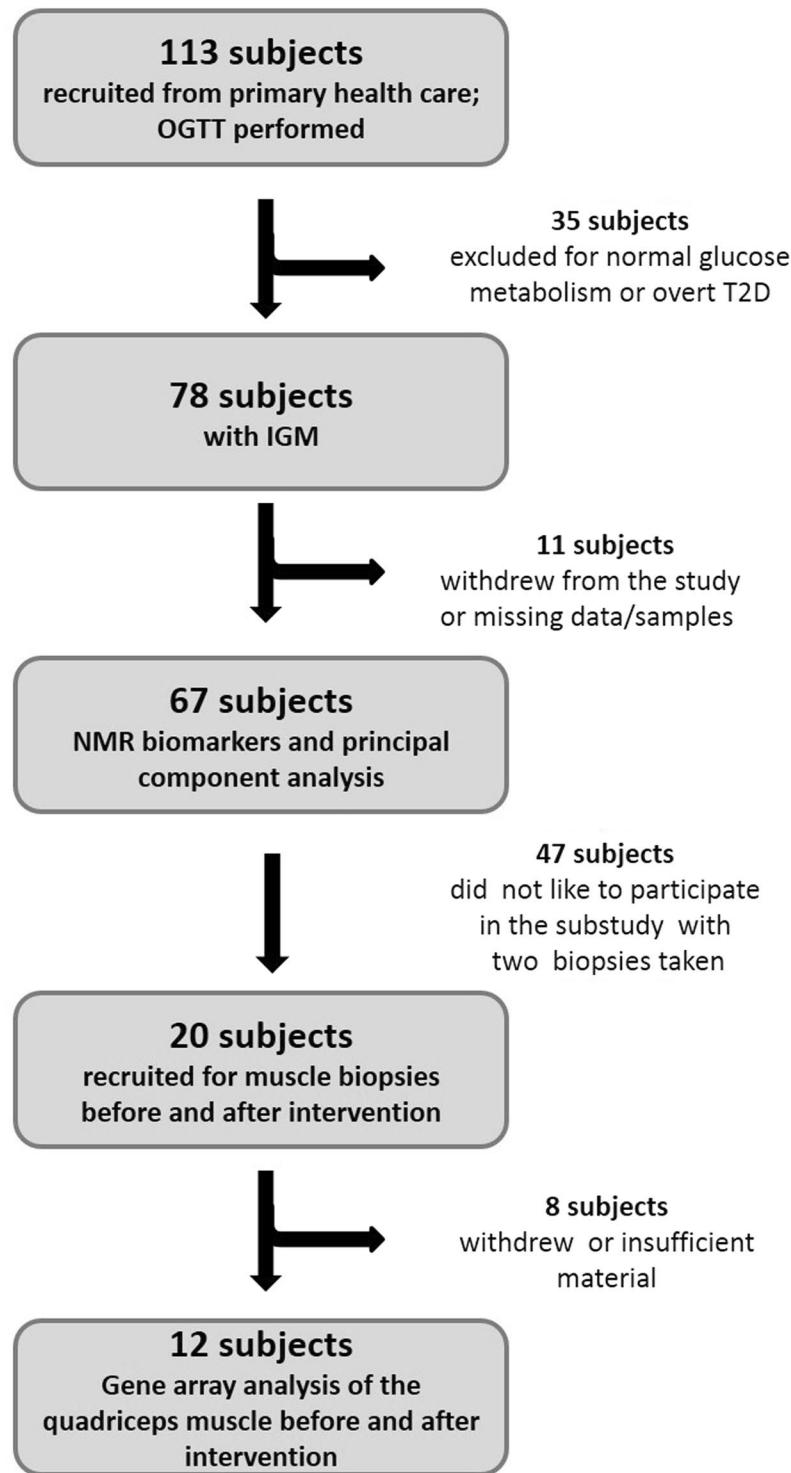 113 subjects
recruited from primary health care;
OGTT performed
35 subjects
excluded for normal glucose
metabolism or overt T2D
78 subjects
with IGM
11 subjects
withdrew from the study
or missing data/samples
67 subjects
NMR biomarkers and principal
component analysis
47 subjects
did not like to participate
in the substudy with
two biopsies taken
20 subjects
recruited for muscle biopsies
before and after intervention
8 subjects
withdrew or insufficient
material
12 subjects
Gene array analysis of the
quadriceps muscle before and after
intervention